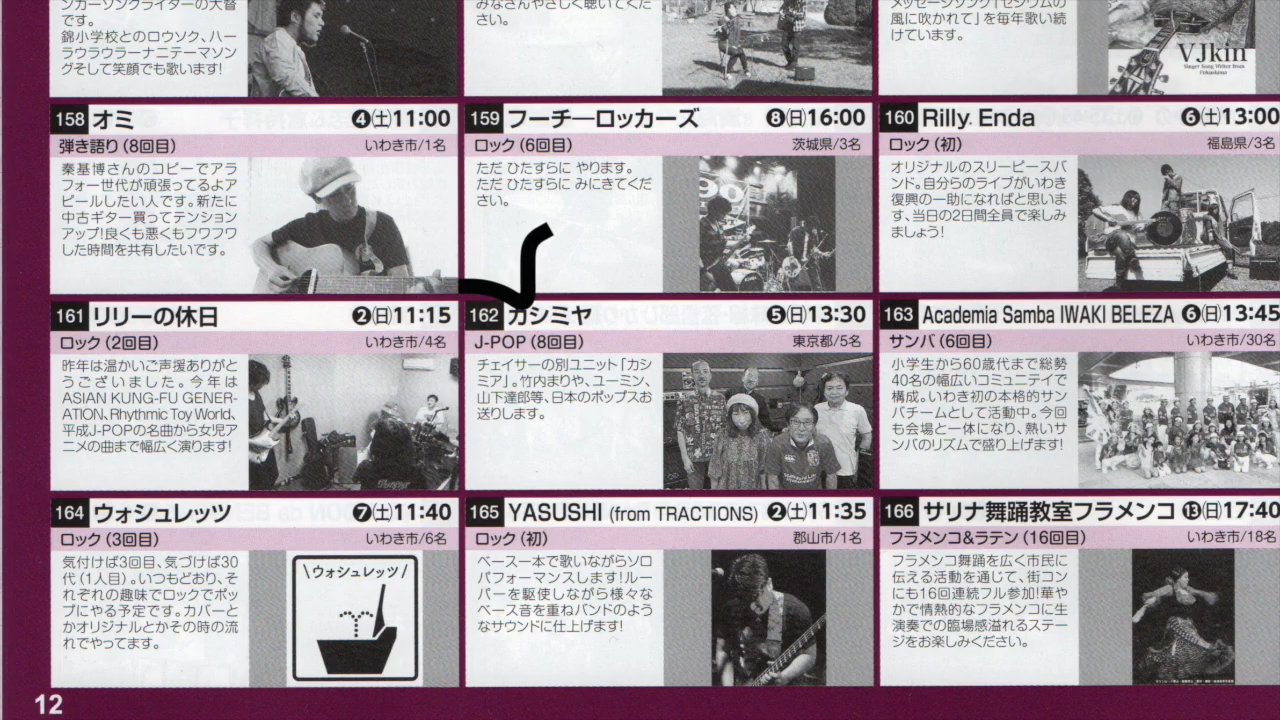 ンガーソングライターの大督
です。
錦小学校とのロウソク、ハー
ラウラウラーナニテーマソン
グそして笑顔でも歌います!
みなさんやさしく聴いてくだ
さい。
風に吹かれて」を毎年歌い続
けています。
VJkin
Singer Song Writer from
Fukushima
158 オミ ❹㈯11:00
弾き語り(8回目) いわき市/1名
秦基博さんのコピーでアラ
フォー世代が頑張ってるよア
ピールしたい人です。新たに
中古ギター買ってテンション
アップ!良くも悪くもフワフワ
した時間を共有したいです。
159 フーチーロッカーズ ❽㈰16:00
ロック(6回目) 茨城県/3名
ただ ひたすらに やります。
ただ ひたすらに みにきてくだ
さい。
160 Rilly. Enda ❻㈯13:00
ロック(初) 福島県/3名
オリジナルのスリーピースバ
ンド。自分らのライブがいわき
復興の一助になればと思いま
す、当日の2日間全員で楽しみ
ましょう!
161 リリーの休日 ❷㈰11:15
ロック(2回目) いわき市/4名
昨年は温かいご声援ありがと
うございました。今年は
ASIAN KUNG-FU GENER-
ATION、Rhythmic Toy World、
平成J-POPの名曲から女児ア
ニメの曲まで幅広く演ります!
162 カシミヤ ❺㈰13:30
J-POP(8回目) 東京都/5名
チェイサーの別ユニット「カシ
ミア」。竹内まりや、ユーミン、
山下達郎等、日本のポップスお
送りします。
163 Academia Samba IWAKI BELEZA ❻㈰13:45
サンバ(6回目) いわき市/30名
小学生から60歳代まで総勢
40名の幅広いコミュニテイで
構成。いわき初の本格的サン
バチームとして活動中。今回
も会場と一体になり、熱いサ
ンバのリズムで盛り上げます!
164 ウォシュレッツ ❼㈯11:40
ロック(3回目) いわき市/6名
気付けば3回目、気づけば30
代(1人目)。いつもどおり、そ
れぞれの趣味でロックでポッ
プにやる予定です。カバーと
かオリジナルとかその時の流
れでやってます。
\ウォシュレッツ/
165 YASUSHI (from TRACTIONS) ❷㈯11:35
ロック(初) 郡山市/1名
ベース一本で歌いながらソロ
パフォーマンスします!ルー
パーを駆使しながら様々な
ベース音を重ねバンドのよう
なサウンドに仕上げます!
166 サリナ舞踊教室フラメンコ ⓭㈰17:40
フラメンコ&ラテン(16回目) いわき市/18名
フラメンコ舞踊を広く市民に
伝える活動を通じて、街コン
にも16回連続フル参加!華や
かで情熱的なフラメンコに生
演奏での臨場感溢れるステー
ジをお楽しみください。
12